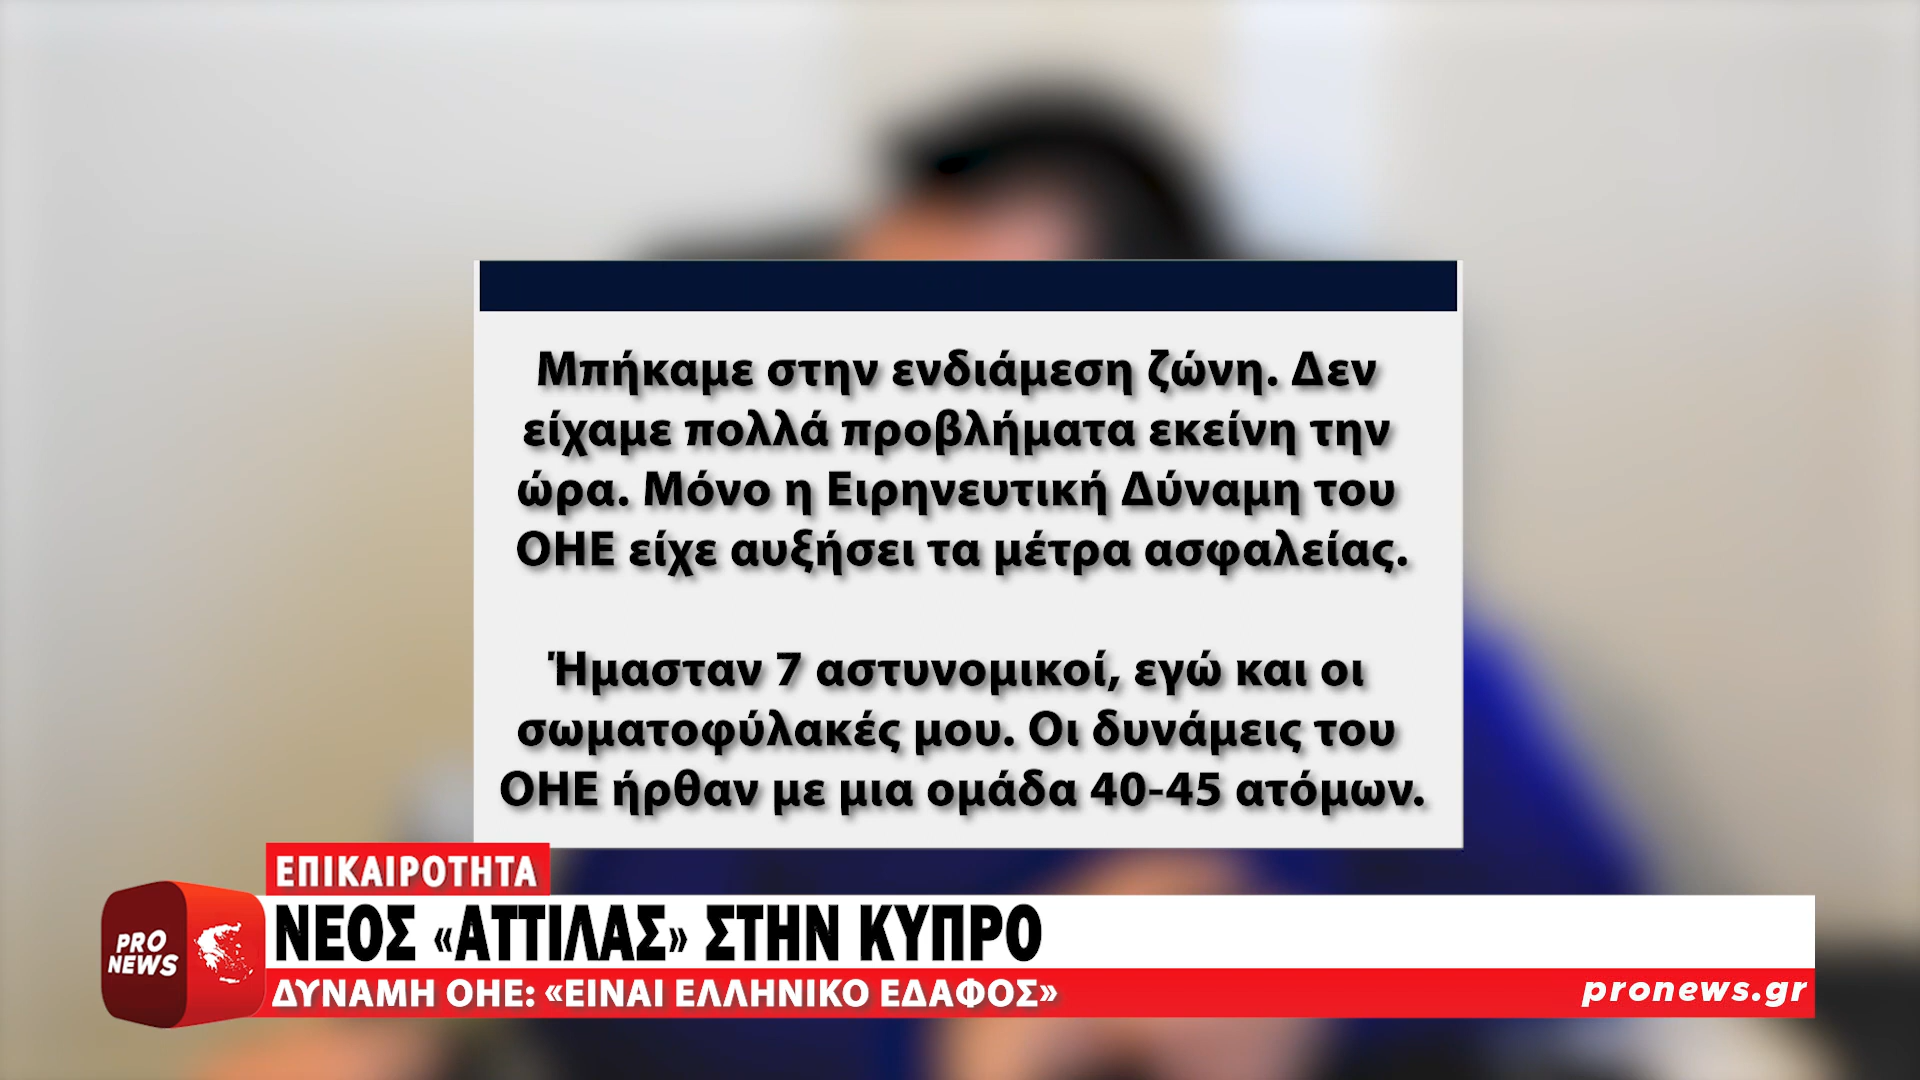 Μπήκαμε στην ενδιάμεση ζώνη. Δεν
είχαμε πολλά προβλήματα εκείνη την
ώρα. Μόνο η Ειρηνευτική Δύναμη του
ΟΗΕ είχε αυξήσει τα μέτρα ασφαλείας.
Ήμασταν 7 αστυνομικοί, εγώ και οι
σωματοφύλακές μου. Οι δυνάμεις του
ΟΗΕ ήρθαν με μια ομάδα 40-45 ατόμων.
ΕΠΙΚΑΙΡΟΤΗΤΑ
ΝΕΟΣ «ΑΤΤΙΛΑΣ» ΣΤΗΝ ΚΥΠΡΟ
PRO
NEWS
ΔΥΝΑΜΗ ΟΗΕ: «ΕΙΝΑΙ ΕΛΛΗΝΙΚΟ ΕΔΑΦΟΣ»
pronews.gr